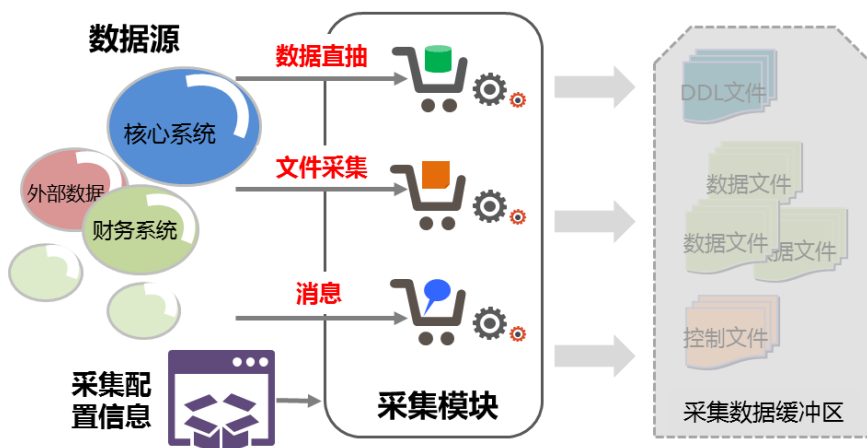 数据源
核心系统
外部数据
财务系统
采集配
置信息
数据直抽
文件采集
消息
采集模块
DDL文件
数据文件
数据文件
据文件
控制文件
采集数据缓冲区